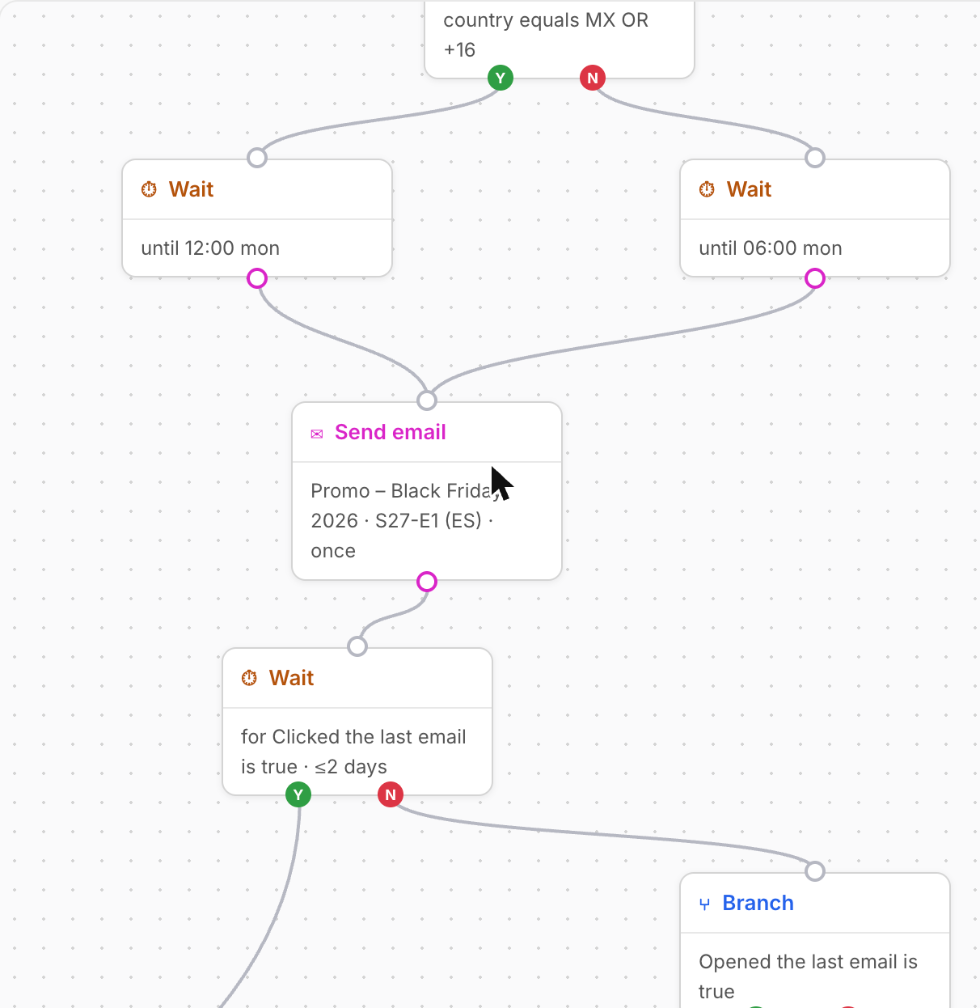 country equals MX OR
+16
Y
N
Wait
until 12:00 mon
Wait
until 06:00 mon
Send email
Promo – Black Friday
2026 · S27-E1 (ES) ·
once
Wait
for Clicked the last email
is true · ≤2 days
Y
N
Branch
Opened the last email is
true